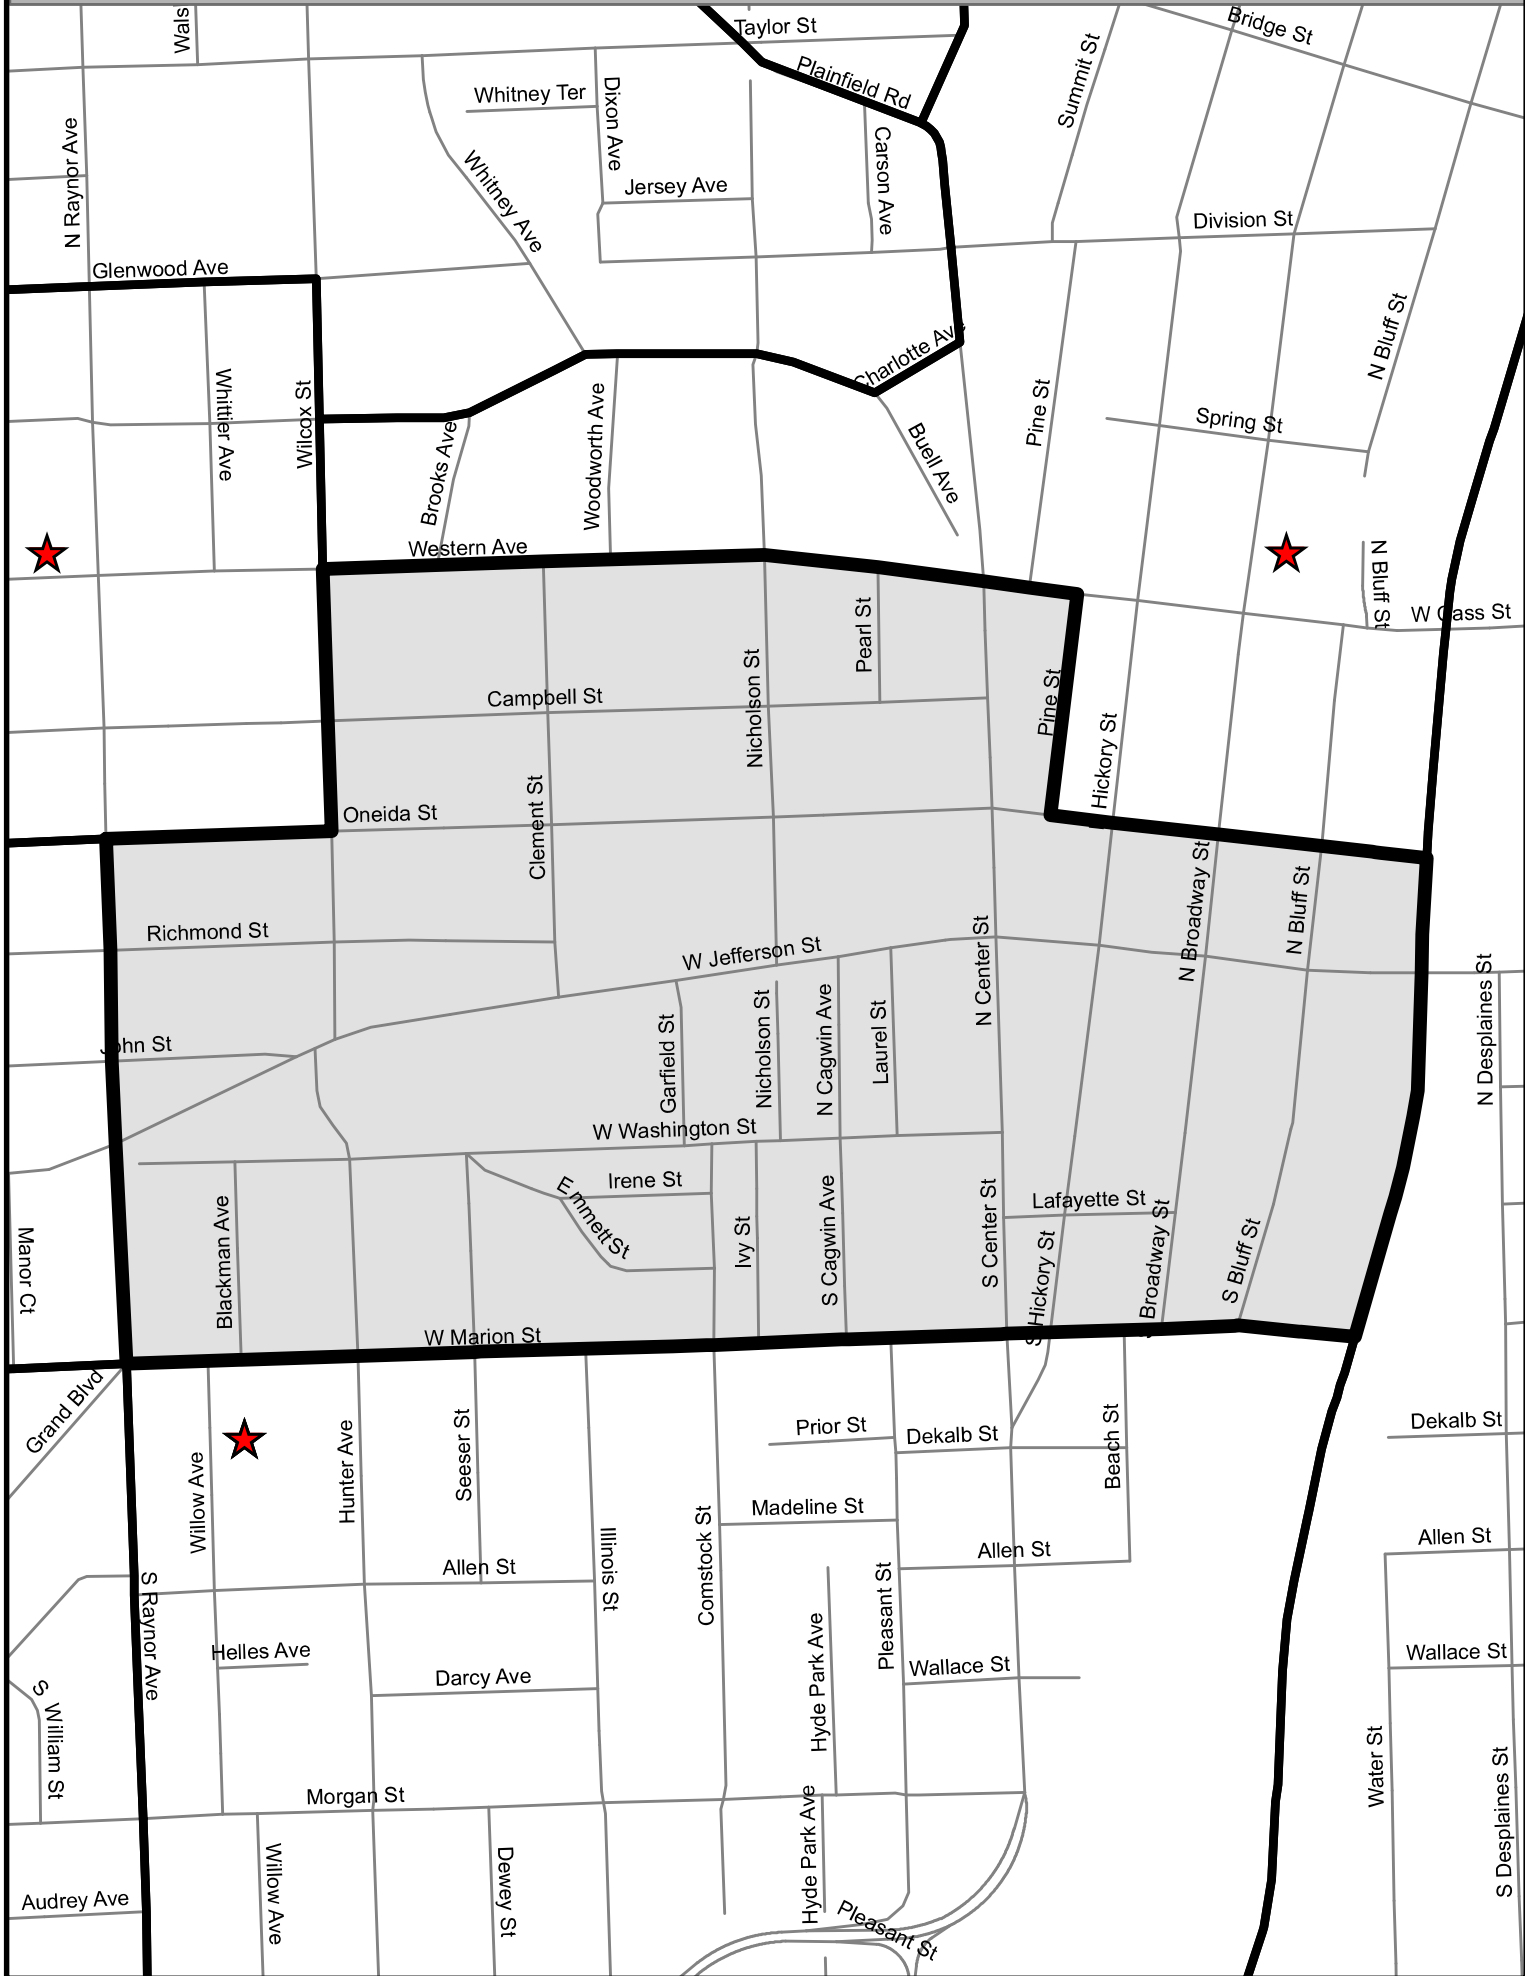 Wals
Taylor St
Bridge St
Summit St
Plainfield Rd
Whitney Ter
Dixon Ave
N Raynor Ave
Carson Ave
Whitney Ave
Jersey Ave
Division St
Glenwood Ave
N Bluff St
Charlotte Ave
Whittier Ave
Wilcox St
Woodworth Ave
Pine St
Spring St
Brooks Ave
Buell Ave
Western Ave
N Bluff St
W Cass St
Pearl St
Nicholson St
Pine St
Campbell St
Hickory St
Clement St
Oneida St
N Broadway St
N Bluff St
Richmond St
W Jefferson St
N Center St
N Desplaines St
John St
Garfield St
Nicholson St
N Cagwin Ave
Laurel St
W Washington St
Irene St
Emmett St
Lafayette St
Manor Ct
Blackman Ave
Ivy St
S Cagwin Ave
S Center St
S Hickory St
S Broadway St
S Bluff St
W Marion St
Grand Blvd
Willow Ave
Hunter Ave
Seeser St
Prior St
Dekalb St
Beach St
Dekalb St
Madeline St
Illinois St
Comstock St
Allen St
Allen St
Allen St
S Raynor Ave
Pleasant St
Hyde Park Ave
Helles Ave
Darcy Ave
Wallace St
Wallace St
S William St
Water St
S Desplaines St
Morgan St
Hyde Park Ave
Willow Ave
Dewey St
Audrey Ave
Pleasant St